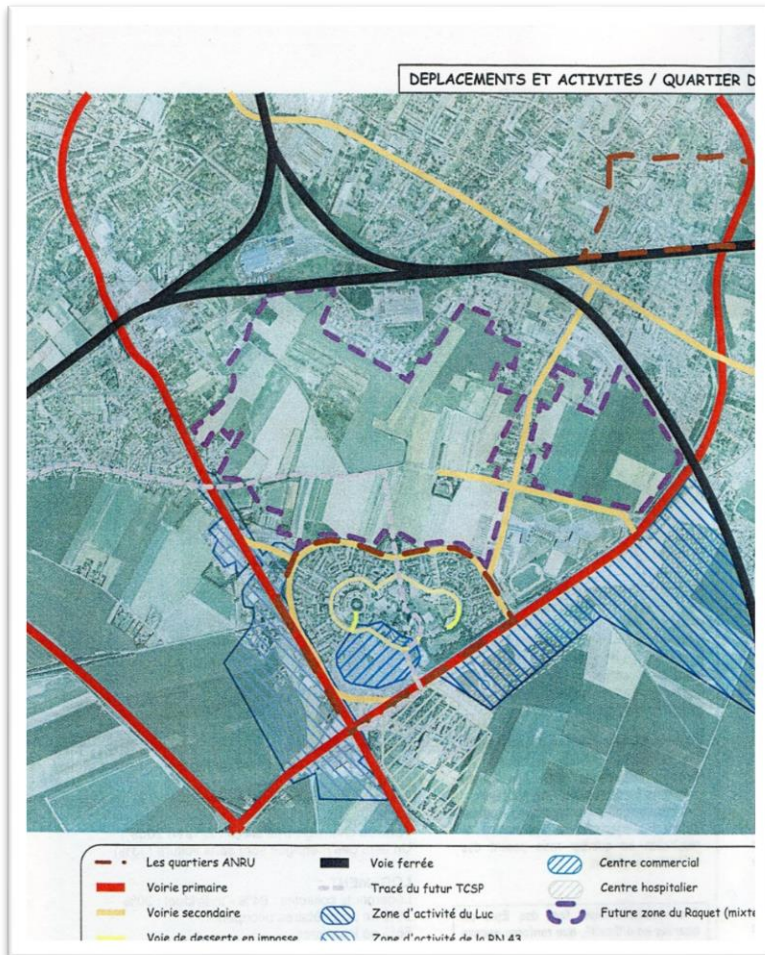 DEPLACEMENTS ET ACTIVITES / QUARTIER D
Les quartiers ANRU
Voirie primaire
Voirie secondaire
Voie de desserte en impasse
Voie ferrée
Tracé du futur TCSP
Zone d'activité du Luc
Zone d'activité de la RN 43
Centre commercial
Centre hospitalier
Future zone du Raquet (mixte